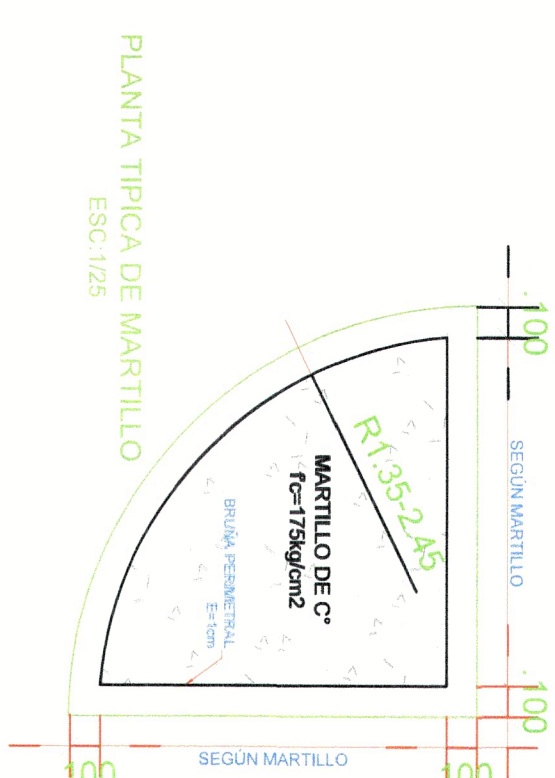 PLANTA TIPICA DE MARTILLO
ESC:1/25
.100
SEGÚN MARTILLO
.100
R1.35-2.45
MARTILLO DE C°
f'c=175kg/cm2
BRUÑA PERIMETRAL
E=1cm
SEGÚN MARTILLO
.100
.100